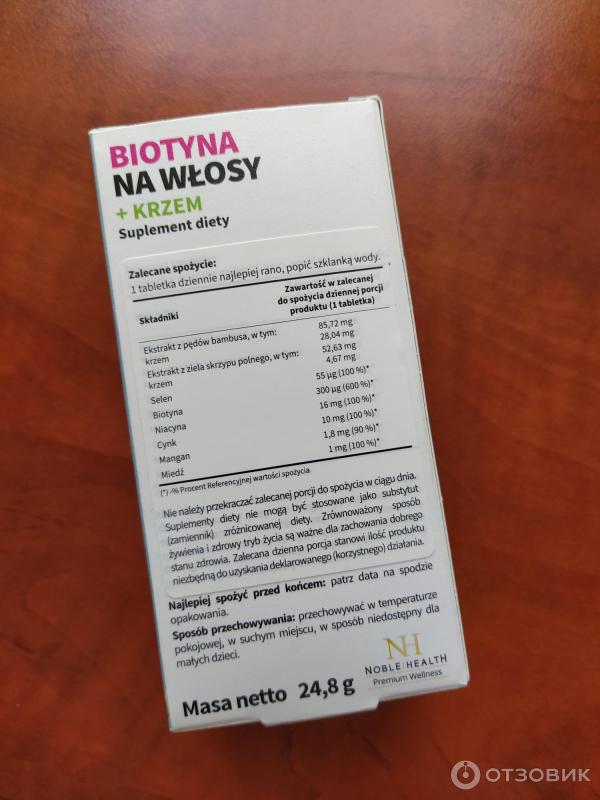 BIOTYNA
NA WŁOSY
+ KRZEM
Suplement diety
Zalecane spożycie:
1 tabletka dziennie najlepiej rano, popić szklanką wody.
Składniki
Zawartość w zalecanej
do spożycia dziennej porcji
produktu (1 tabletka)
Ekstrakt z pędów bambusa, w tym: 85,72 mg
krzem 28,04 mg
Ekstrakt z ziela skrzypu polnego, w tym: 52,63 mg
krzem 4,67 mg
Selen 55 µg (100 %)*
Biotyna 300 µg (600 %)*
Niacyna 16 mg (100 %)*
Cynk 10 mg (100 %)*
Mangan 1,8 mg (90 %)*
Miedź 1 mg (100 %)*
(*) -% Procent Referencyjnej wartości spożycia
Nie należy przekraczać zalecanej porcji do spożycia w ciągu dnia.
Suplementy diety nie mogą być stosowane jako substytut
(zamiennik) zróżnicowanej diety. Zrównoważony sposób
żywienia i zdrowy tryb życia są ważne dla zachowania dobrego
stanu zdrowia. Zalecana dzienna porcja stanowi ilość produktu
niezbędną do uzyskania deklarowanego (korzystnego) działania.
Najlepiej spożyć przed końcem: patrz data na spodzie
opakowania.
Sposób przechowywania: przechowywać w temperaturze
pokojowej, w suchym miejscu, w sposób niedostępny dla
małych dzieci.
NH
NOBLE HEALTH
Premium Wellness
Masa netto 24,8 g
ОТЗОВИК